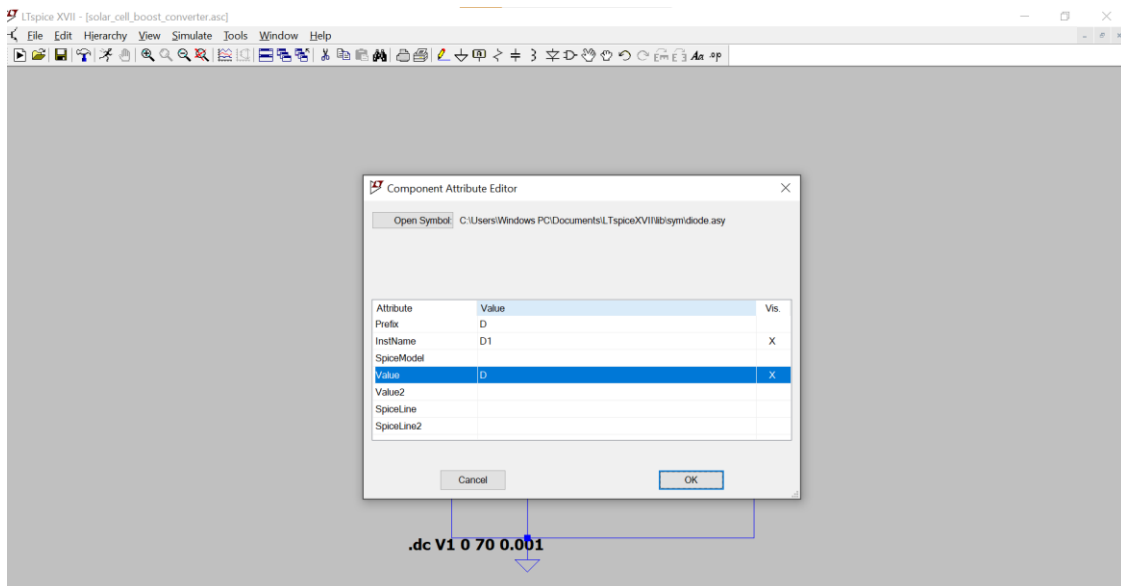 LTspice XVII - [solar_cell_boost_converter.asc]
File Edit Hierarchy View Simulate Tools Window Help
Aa .op
Component Attribute Editor
Open Symbol: C:\Users\Windows PC\Documents\LTspiceXVII\lib\sym\diode.asy
Attribute Value Vis.
Prefix D
InstName D1 X
SpiceModel
Value D X
Value2
SpiceLine
SpiceLine2
Cancel OK
.dc V1 0 70 0.001